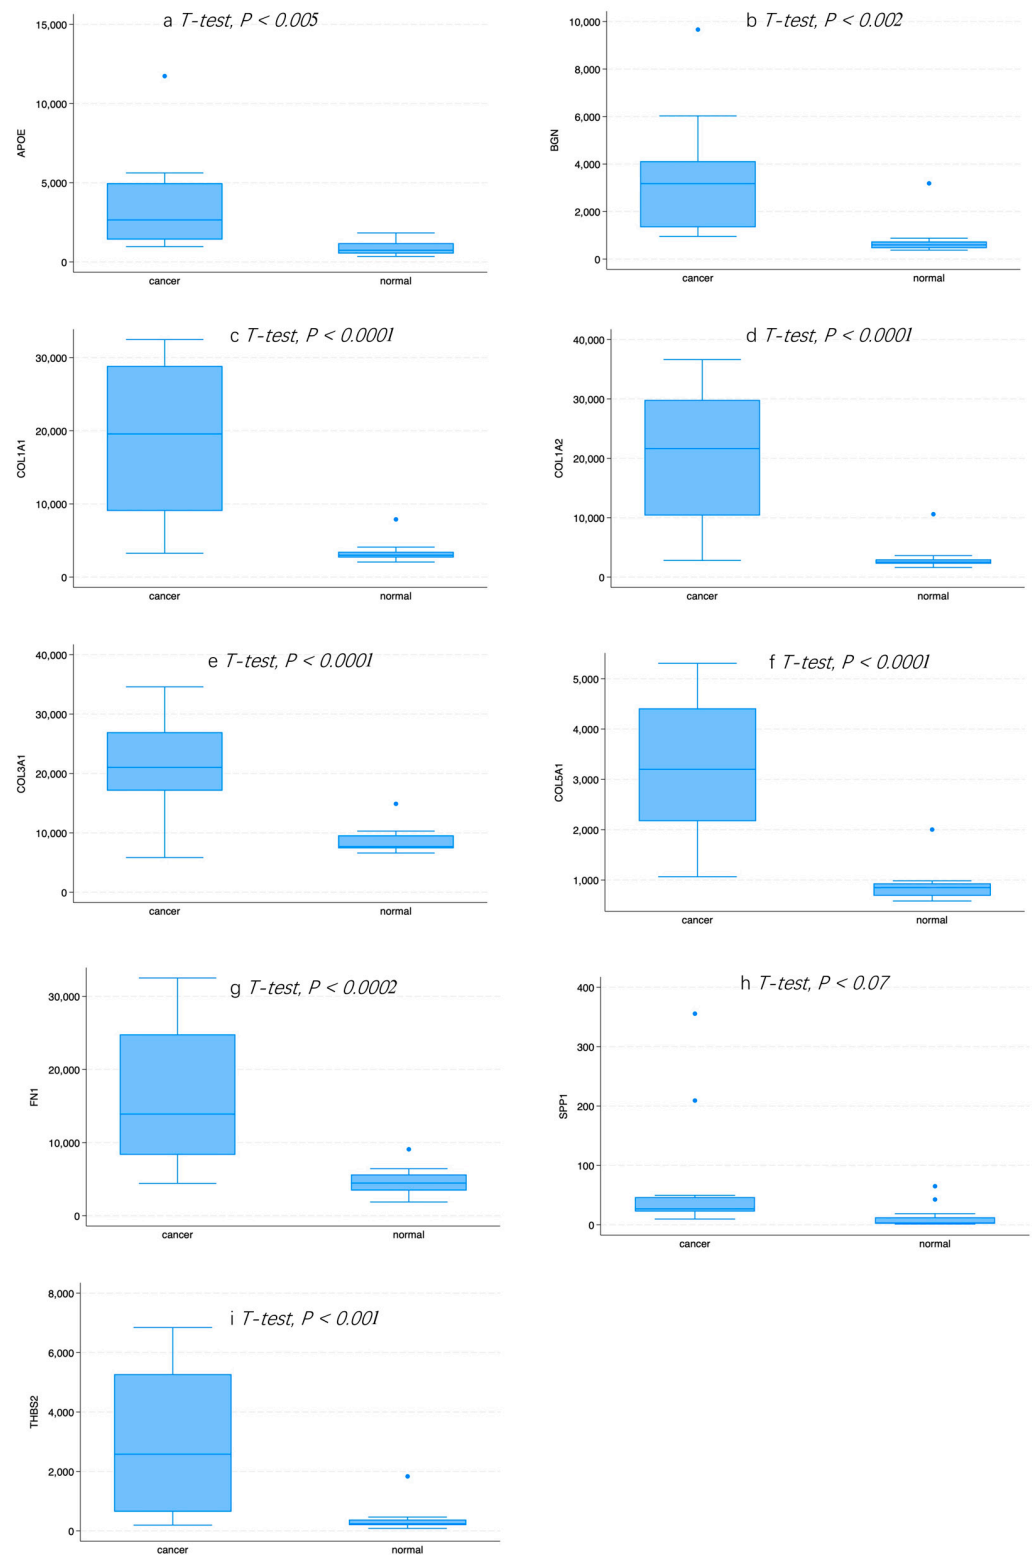 a T-test, P < 0.005
15,000
10,000
5,000
0
APOE
cancer
normal
b T-test, P < 0.002
10,000
8,000
6,000
4,000
2,000
0
BGN
cancer
normal
c T-test, P < 0.0001
30,000
20,000
10,000
0
COL1A1
cancer
normal
d T-test, P < 0.0001
40,000
30,000
20,000
10,000
0
COL1A2
cancer
normal
e T-test, P < 0.0001
40,000
30,000
20,000
10,000
0
COL3A1
cancer
normal
f T-test, P < 0.0001
5,000
4,000
3,000
2,000
1,000
COL5A1
cancer
normal
g T-test, P < 0.0002
30,000
20,000
10,000
0
FN1
cancer
normal
h T-test, P < 0.07
400
300
200
100
0
SPP1
cancer
normal
i T-test, P < 0.001
8,000
6,000
4,000
2,000
0
THBS2
cancer
normal